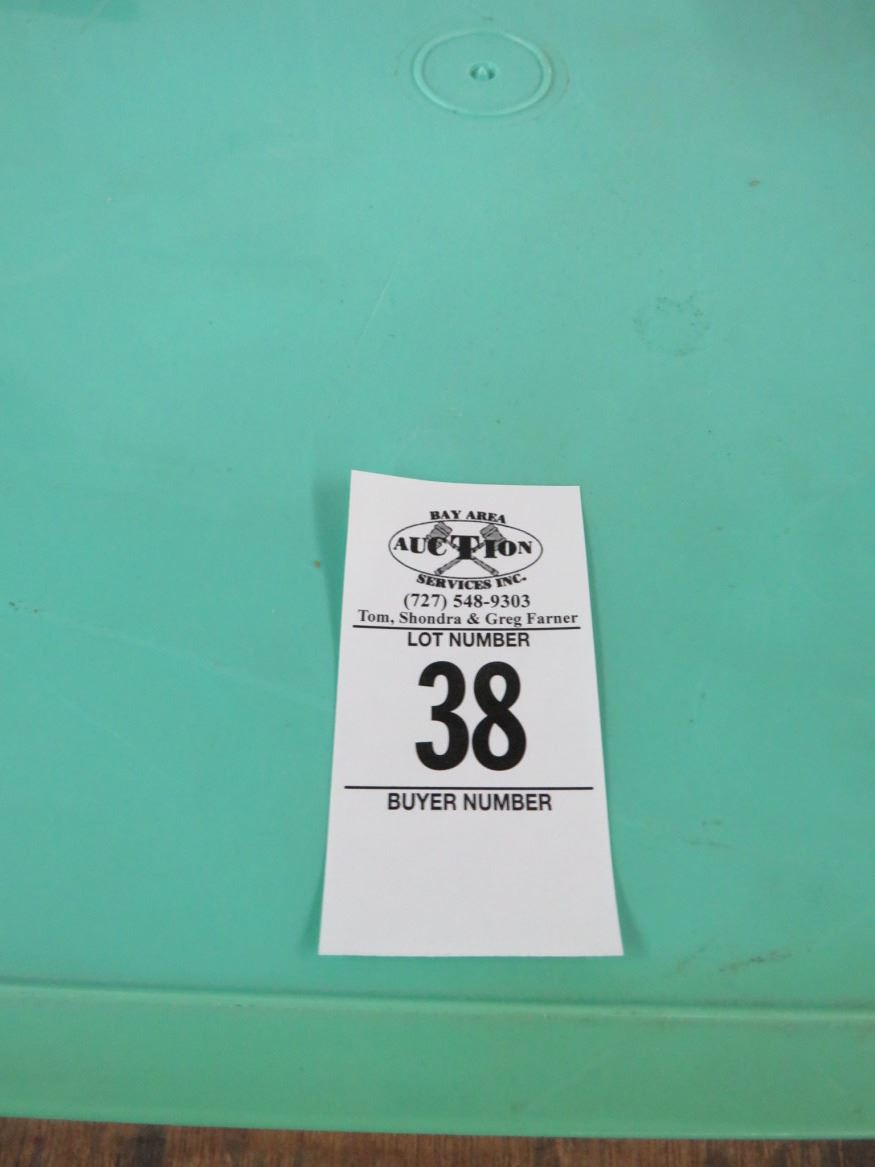 BAY AREA
AUCTION
SERVICES INC.
(727) 548-9303
Tom, Shondra & Greg Farner
LOT NUMBER
38
BUYER NUMBER